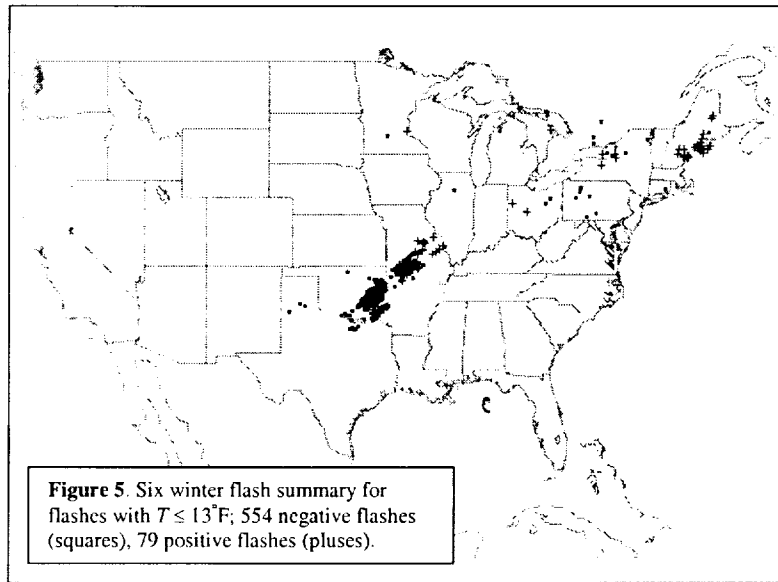 C
Figure 5. Six winter flash summary for
flashes with T ≤ 13°F; 554 negative flashes
(squares), 79 positive flashes (pluses).